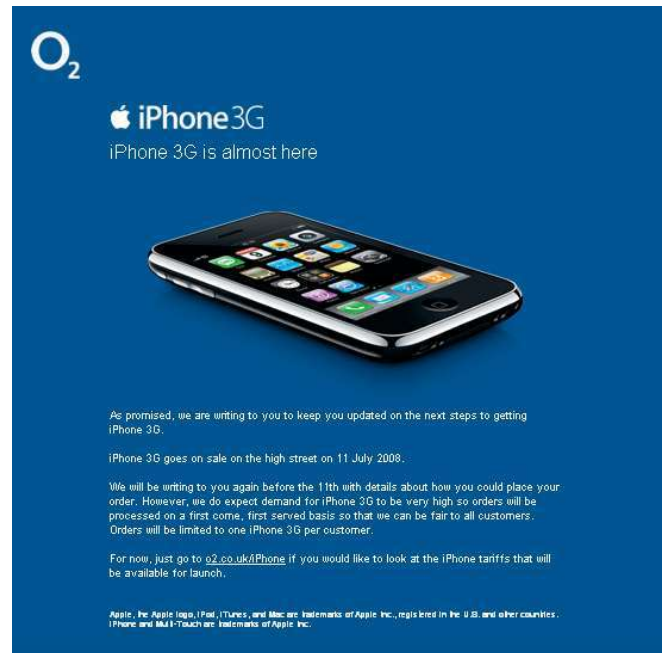 O2
iPhone 3G
iPhone 3G is almost here
As promised, we are writing to you to keep you updated on the next steps to getting
iPhone 3G.
iPhone 3G goes on sale on the high street on 11 July 2008.
We will be writing to you again before the 11th with details about how you could place your
order. However, we do expect demand for iPhone 3G to be very high so orders will be
processed on a first come, first served basis so that we can be fair to all customers.
Orders will be limited to one iPhone 3G per customer.
For now, just go to o2.co.uk/iPhone if you would like to look at the iPhone tariffs that will
be available for launch.
Apple, the Apple logo, iPod, iTunes, and Mac are trademarks of Apple Inc., registered in the U.S. and other countries.
iPhone and Multi-Touch are trademarks of Apple Inc.